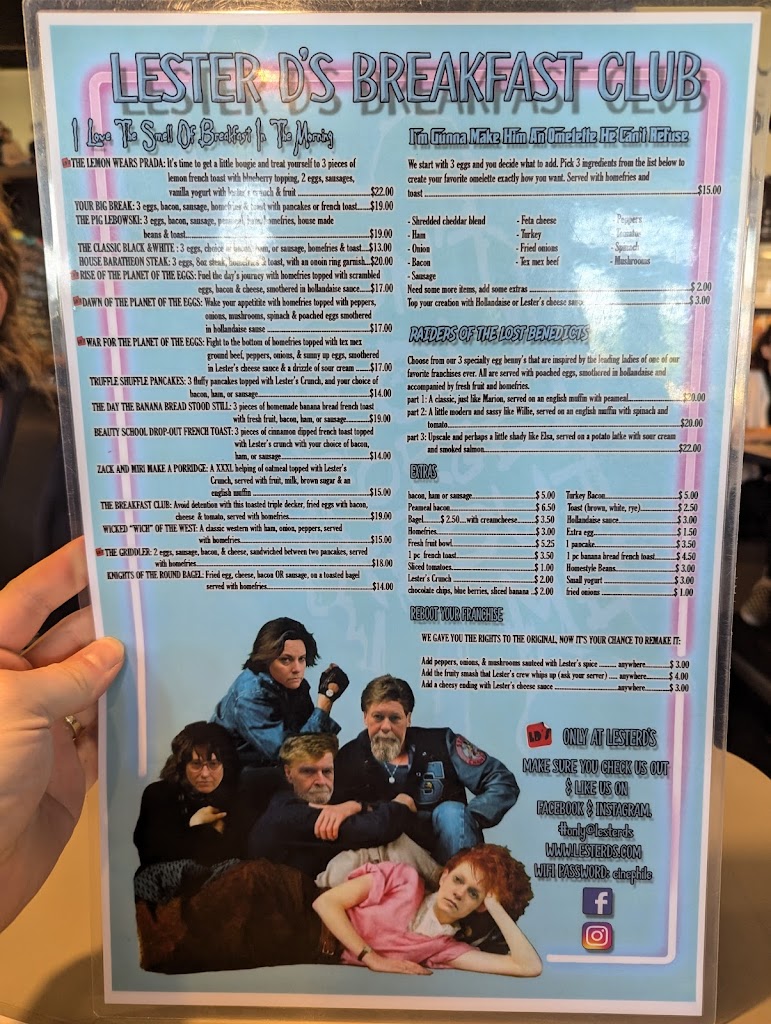 LESTER D'S BREAKFAST CLUB
I Love The Smell Of Breakfast In The Morning
THE LEMON WEARS PRADA: It's time to get a little bougie and treat yourself to 3 pieces of
lemon french toast with blueberry topping, 2 eggs, sausages,
vanilla yogurt with lester's crunch & fruit $22.00
YOUR BIG BREAK: 3 eggs, bacon, sausage, homefries & toast with pancakes or french toast $19.00
THE PIG LEBOWSKI: 3 eggs, bacon, sausage, peameal, homefries, house made
beans & toast $19.00
THE CLASSIC BLACK & WHITE: 3 eggs, choice of bacon, ham, or sausage, homefries & toast $13.00
HOUSE BARATHEON STEAK: 3 eggs, 8oz steak, homefries & toast, with an onoin ring garnish $20.00
RISE OF THE PLANET OF THE EGGS: Fuel the day's journey with homefries topped with scrambled
eggs, bacon & cheese, smothered in hollandaise sauce $17.00
DAWN OF THE PLANET OF THE EGGS: Wake your appetitite with homefries topped with peppers,
onions, mushrooms, spinach & poached eggs smothered
in hollandaise sause $17.00
WAR FOR THE PLANET OF THE EGGS: Fight to the bottom of homefries topped with tex mex
ground beef, peppers, onions, & sunny up eggs, smothered
in Lester's cheese sauce & a drizzle of sour cream $17.00
TRUFFLE SHUFFLE PANCAKES: 3 fluffy pancakes topped with Lester's Crunch, and your choice of
bacon, ham, or sausage $14.00
THE DAY THE BANANA BREAD STOOD STILL: 3 pieces of homemade banana bread french toast
with fresh fruit, bacon, ham, or sausage $19.00
BEAUTY SCHOOL DROP-OUT FRENCH TOAST: 3 pieces of cinnamon dipped french toast topped
with Lester's crunch with your choice of bacon,
ham, or sausage $14.00
ZACK AND MIRI MAKE A PORRIDGE: A XXXL helping of oatmeal topped with Lester's
Crunch, served with fruit, milk, brown sugar & an
english muffin $15.00
THE BREAKFAST CLUB: Avoid detention with this toasted triple decker, fried eggs with bacon,
cheese & tomato, served with homefries $19.00
WICKED "WICH" OF THE WEST: A classic western with ham, onion, peppers, served
with homefries $15.00
THE GRIDDLER: 2 eggs, sausage, bacon, & cheese, sandwiched between two pancakes, served
with homefries $18.00
KNIGHTS OF THE ROUND BAGEL: Fried egg, cheese, bacon OR sausage, on a toasted bagel
served with homefries $14.00
I'm Gunna Make Him An Omelette He Can't Refuse
We start with 3 eggs and you decide what to add. Pick 3 ingredients from the list below to
create your favorite omelette exactly how you want. Served with homefries and
toast $15.00
- Shredded cheddar blend - Feta cheese - Peppers
- Ham - Turkey - Tomatoe
- Onion - Fried onions - Spinach
- Bacon - Tex mex beef - Mushrooms
- Sausage
Need some more items, add some extras $ 2.00
Top your creation with Hollandaise or Lester's cheese sauce $ 3.00
RAIDERS OF THE LOST BENEDICTS
Choose from our 3 specialty egg benny's that are inspired by the leading ladies of one of our
favorite franchises ever. All are served with poached eggs, smothered in hollandaise and
accompanied by fresh fruit and homefries.
part 1: A classic, just like Marion, served on an english muffin with peameal $20.00
part 2: A little modern and sassy like Willie, served on an english muffin with spinach and
tomato $20.00
part 3: Upscale and perhaps a little shady like Elsa, served on a potato latke with sour cream
and smoked salmon $22.00
EXTRAS
bacon, ham or sausage $ 5.00 Turkey Bacon $ 5.00
Peameal bacon $ 6.50 Toast (brown, white, rye) $ 2.50
Bagel $ 2.50 with creamcheese $ 3.50 Hollandaise sauce $ 3.00
Homefries $ 3.00 Extra egg $ 1.50
Fresh fruit bowl $ 5.25 1 pancake $ 3.50
1 pc french toast $ 3.50 1 pc banana bread french toast $ 4.50
Sliced tomatoes $ 1.00 Homestyle Beans $ 3.00
Lester's Crunch $ 2.00 Small yogurt $ 3.00
chocolate chips, blue berries, sliced banana $ 2.00 fried onions $ 1.00
REBOOT YOUR FRANCHISE
WE GAVE YOU THE RIGHTS TO THE ORIGINAL, NOW IT'S YOUR CHANCE TO REMAKE IT:
Add peppers, onions, & mushrooms sauteed with Lester's spice anywhere $ 3.00
Add the fruity smash that Lester's crew whips up (ask your server) anywhere $ 4.00
Add a cheesy ending with Lester's cheese sauce anywhere $ 3.00
L.D.'s ONLY AT LESTERD'S
MAKE SURE YOU CHECK US OUT
& LIKE US ON
FACEBOOK & INSTAGRAM.
#only@lesterds
WWW.LESTERDS.COM
WIFI PASSWORD: cinephile